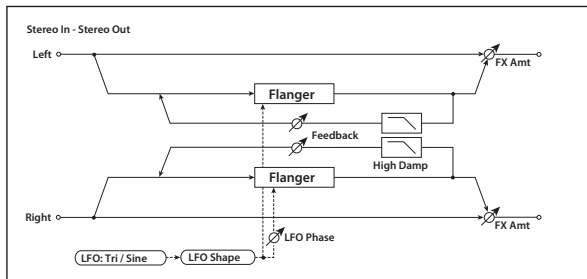 Stereo In - Stereo Out
Left
FX Amt
Flanger
Feedback
High Damp
Flanger
Right
LFO Phase
FX Amt
LFO: Tri / Sine
LFO Shape